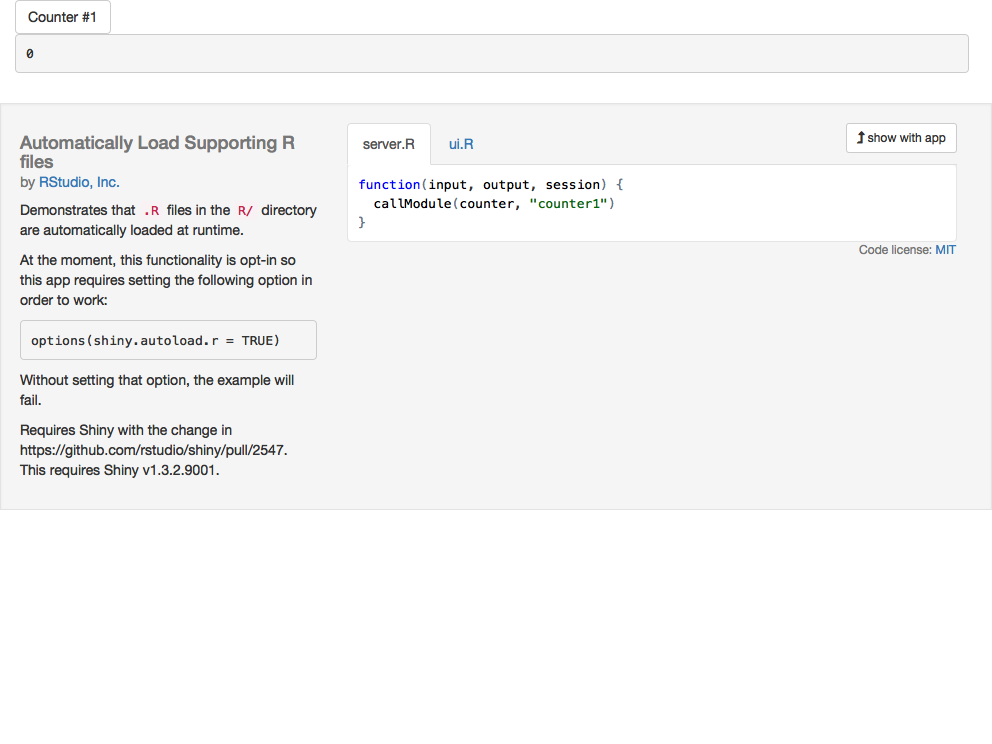 Counter #1
0
Automatically Load Supporting R
files
by RStudio, Inc.
Demonstrates that .R files in the R/ directory
are automatically loaded at runtime.
At the moment, this functionality is opt-in so
this app requires setting the following option in
order to work:
options(shiny.autoload.r = TRUE)
Without setting that option, the example will
fail.
Requires Shiny with the change in
https://github.com/rstudio/shiny/pull/2547.
This requires Shiny v1.3.2.9001.
server.R
ui.R
show with app
function(input, output, session) {
  callModule(counter, "counter1")
}
Code license: MIT